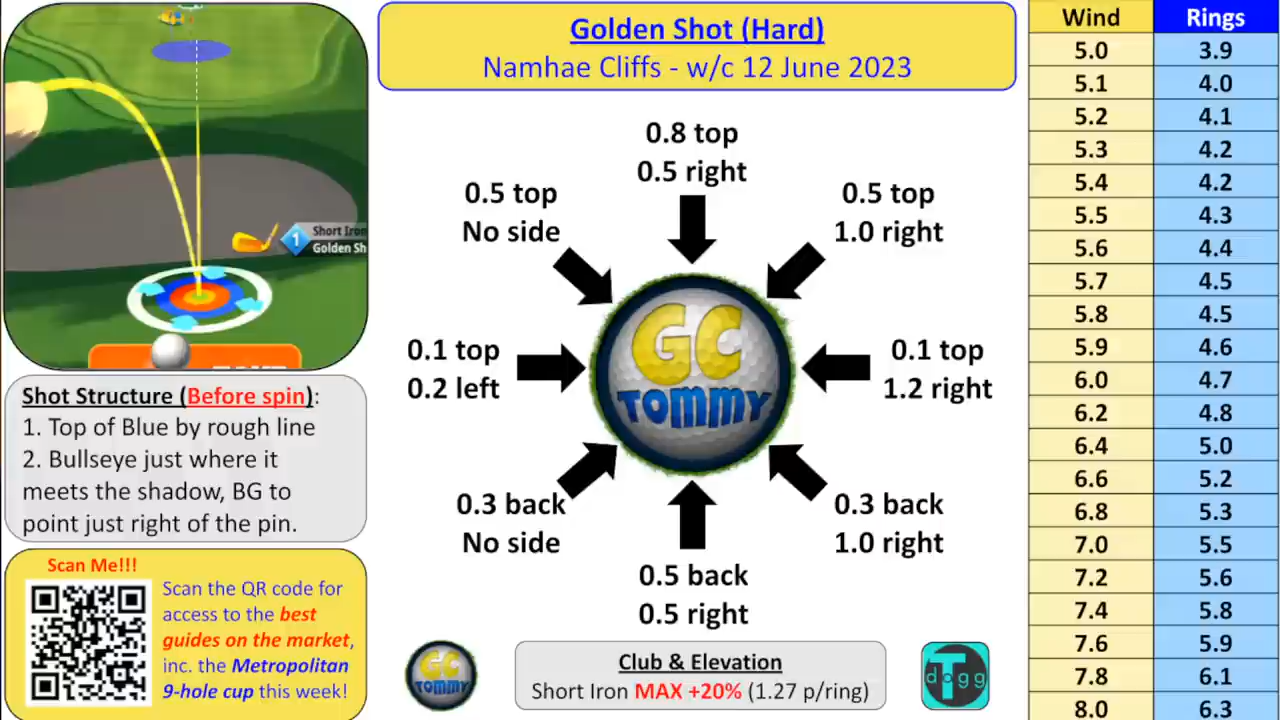 Golden Shot (Hard)
Namhae Cliffs - w/c 12 June 2023
1
Short Iron
Golden Sh
Shot Structure (Before spin):
1. Top of Blue by rough line
2. Bullseye just where it
meets the shadow, BG to
point just right of the pin.
Scan Me!!!
Scan the QR code for
access to the best
guides on the market,
inc. the Metropolitan
9-hole cup this week!
0.8 top
0.5 right
0.5 top
No side
0.5 top
1.0 right
0.1 top
0.2 left
GC
TOMMY
0.1 top
1.2 right
0.3 back
No side
0.3 back
1.0 right
0.5 back
0.5 right
GC
TOMMY
Club & Elevation
Short Iron MAX +20% (1.27 p/ring)
T
dogg
Wind Rings
5.0 3.9
5.1 4.0
5.2 4.1
5.3 4.2
5.4 4.2
5.5 4.3
5.6 4.4
5.7 4.5
5.8 4.5
5.9 4.6
6.0 4.7
6.2 4.8
6.4 5.0
6.6 5.2
6.8 5.3
7.0 5.5
7.2 5.6
7.4 5.8
7.6 5.9
7.8 6.1
8.0 6.3